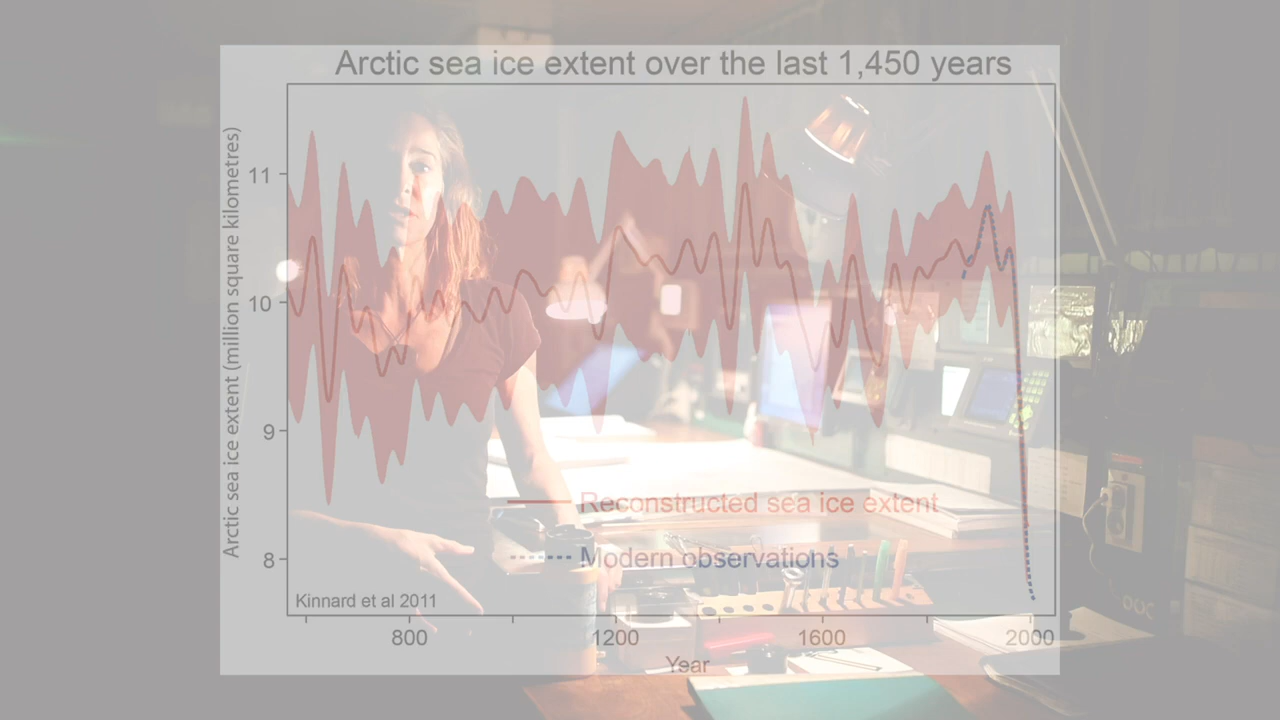 Arctic sea ice extent over the last 1,450 years
Arctic sea ice extent (million square kilometres)
11
10
9
8
Reconstructed sea ice extent
Modern observations
Kinnard et al 2011
800
1200
1600
2000
Year